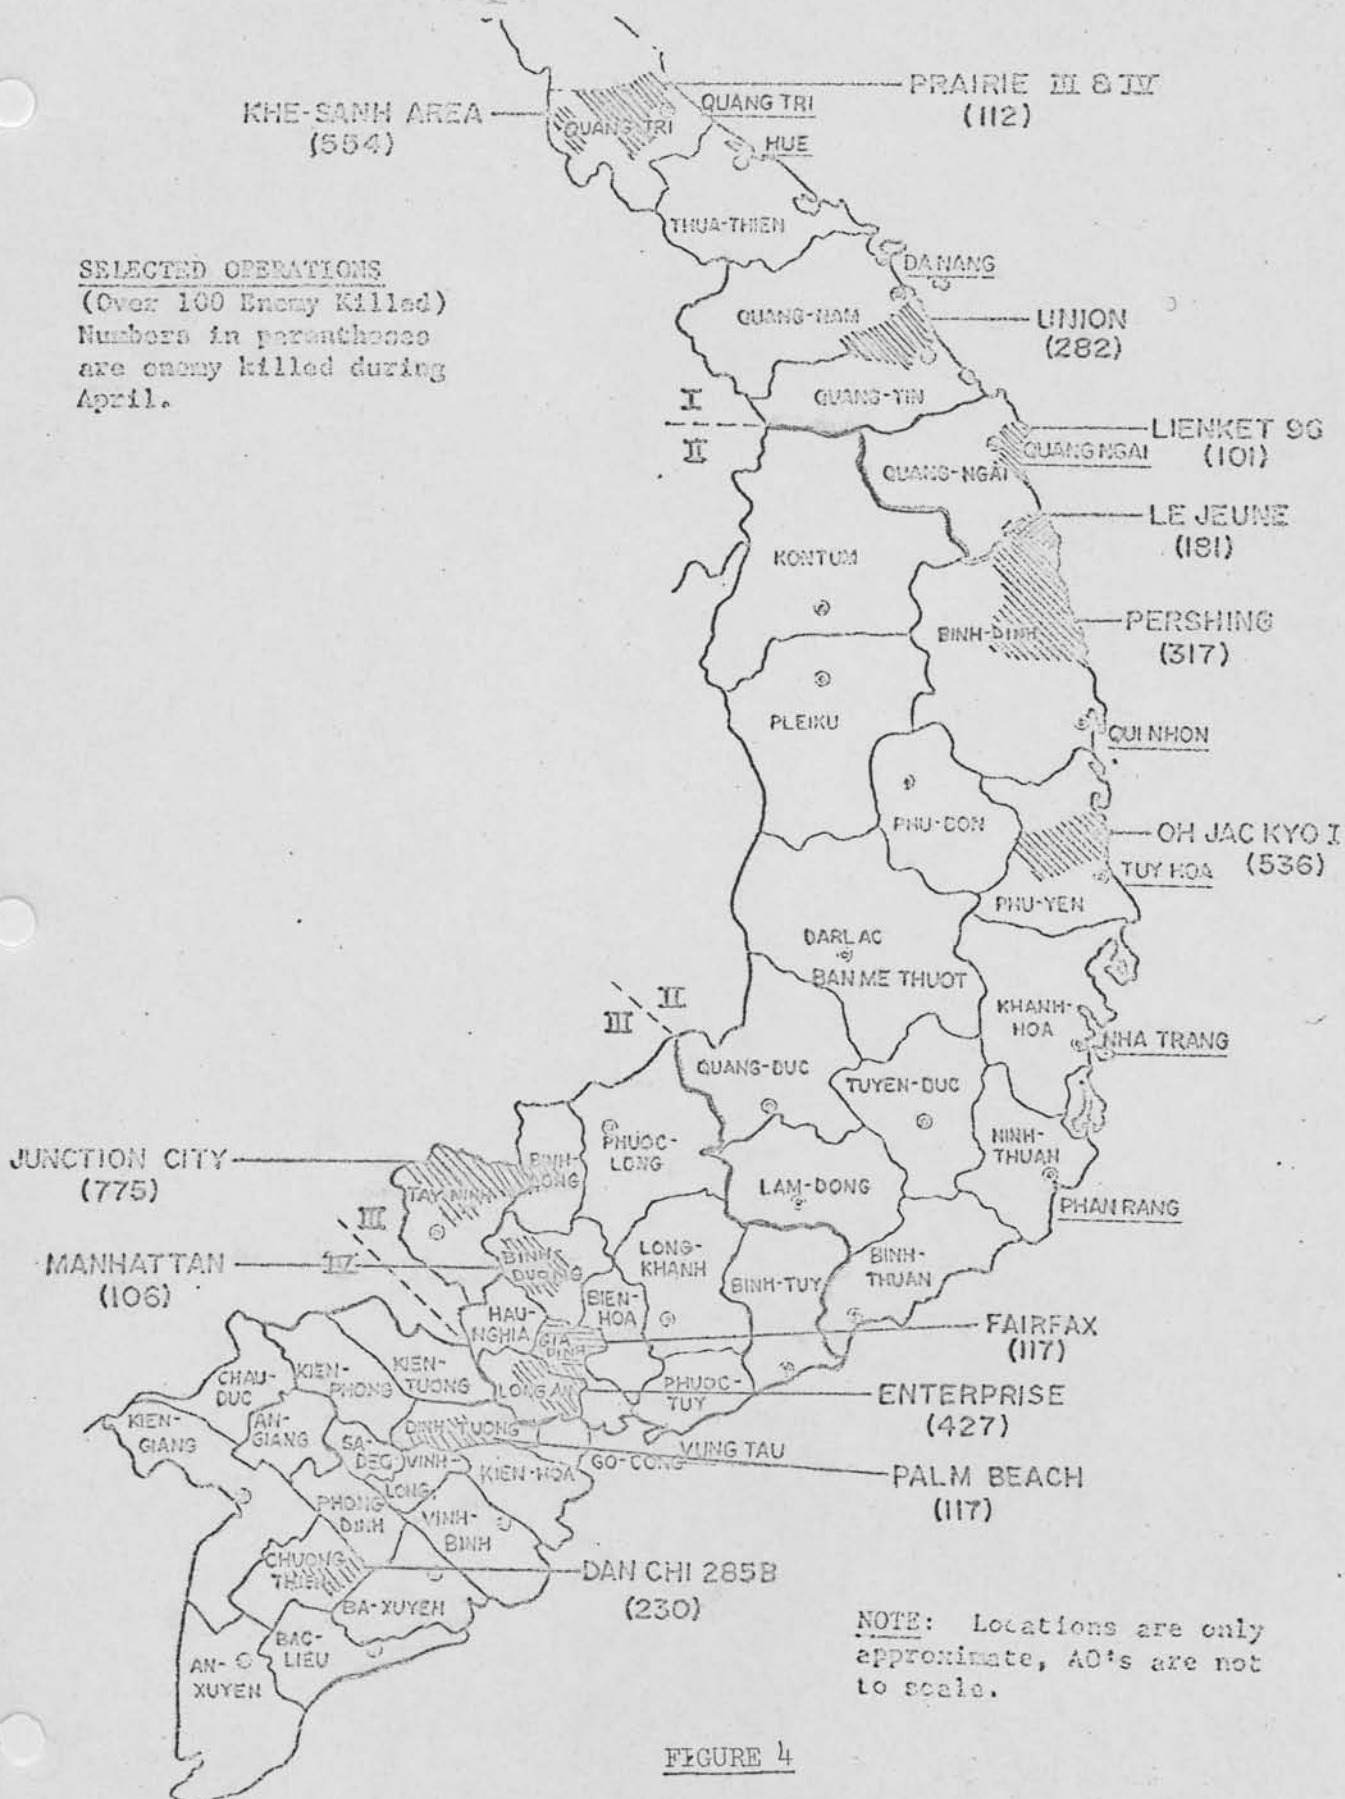 PRAIRIE III & IV
(112)
KHE-SANH AREA
(554)
QUANG TRI
QUANG TRI
HUE
THUA-THIEN
SELECTED OPERATIONS
(Over 100 Enemy Killed)
Numbers in parentheses
are enemy killed during
April.
DA NANG
QUANG-NAM
UNION
(282)
QUANG-TIN
I
II
LIENKET 96
(101)
QUANG NGAI
QUANG-NGAI
LE JEUNE
(181)
KONTUM
BINH-DINH
PERSHING
(317)
PLEIKU
QUI NHON
PHU-BON
OH JAC KYO I
(536)
TUY HOA
PHU-YEN
DARLAC
BAN ME THUOT
II
III
KHANH-
HOA
NHA TRANG
QUANG-DUC
TUYEN-DUC
JUNCTION CITY
(775)
PHUOC-
LONG
BINH-
LONG
NINH-
THUAN
TAY NINH
LAM-DONG
PHAN RANG
III
IV
MANHATTAN
(106)
BINH
DUONG
LONG-
KHANH
BINH-TUY
BINH-
THUAN
BIEN-
HOA
HAU-
NGHIA
GIA
DINH
FAIRFAX
(117)
CHAU-
DUC
KIEN-
PHONG
KIEN-
TUONG
LONG AN
PHUOC-
TUY
ENTERPRISE
(427)
KIEN-
GIANG
AN-
GIANG
SA-
DEC
DINH TUONG
VINH-
LONG
KIEN-HOA
GO-CONG
VUNG TAU
PALM BEACH
(117)
PHONG
DINH
VINH-
BINH
CHUONG
THIEN
DAN CHI 285B
(230)
BA-XUYEN
BAC-
LIEU
AN-
XUYEN
NOTE: Locations are only
approximate, AO's are not
to scale.
FIGURE 4